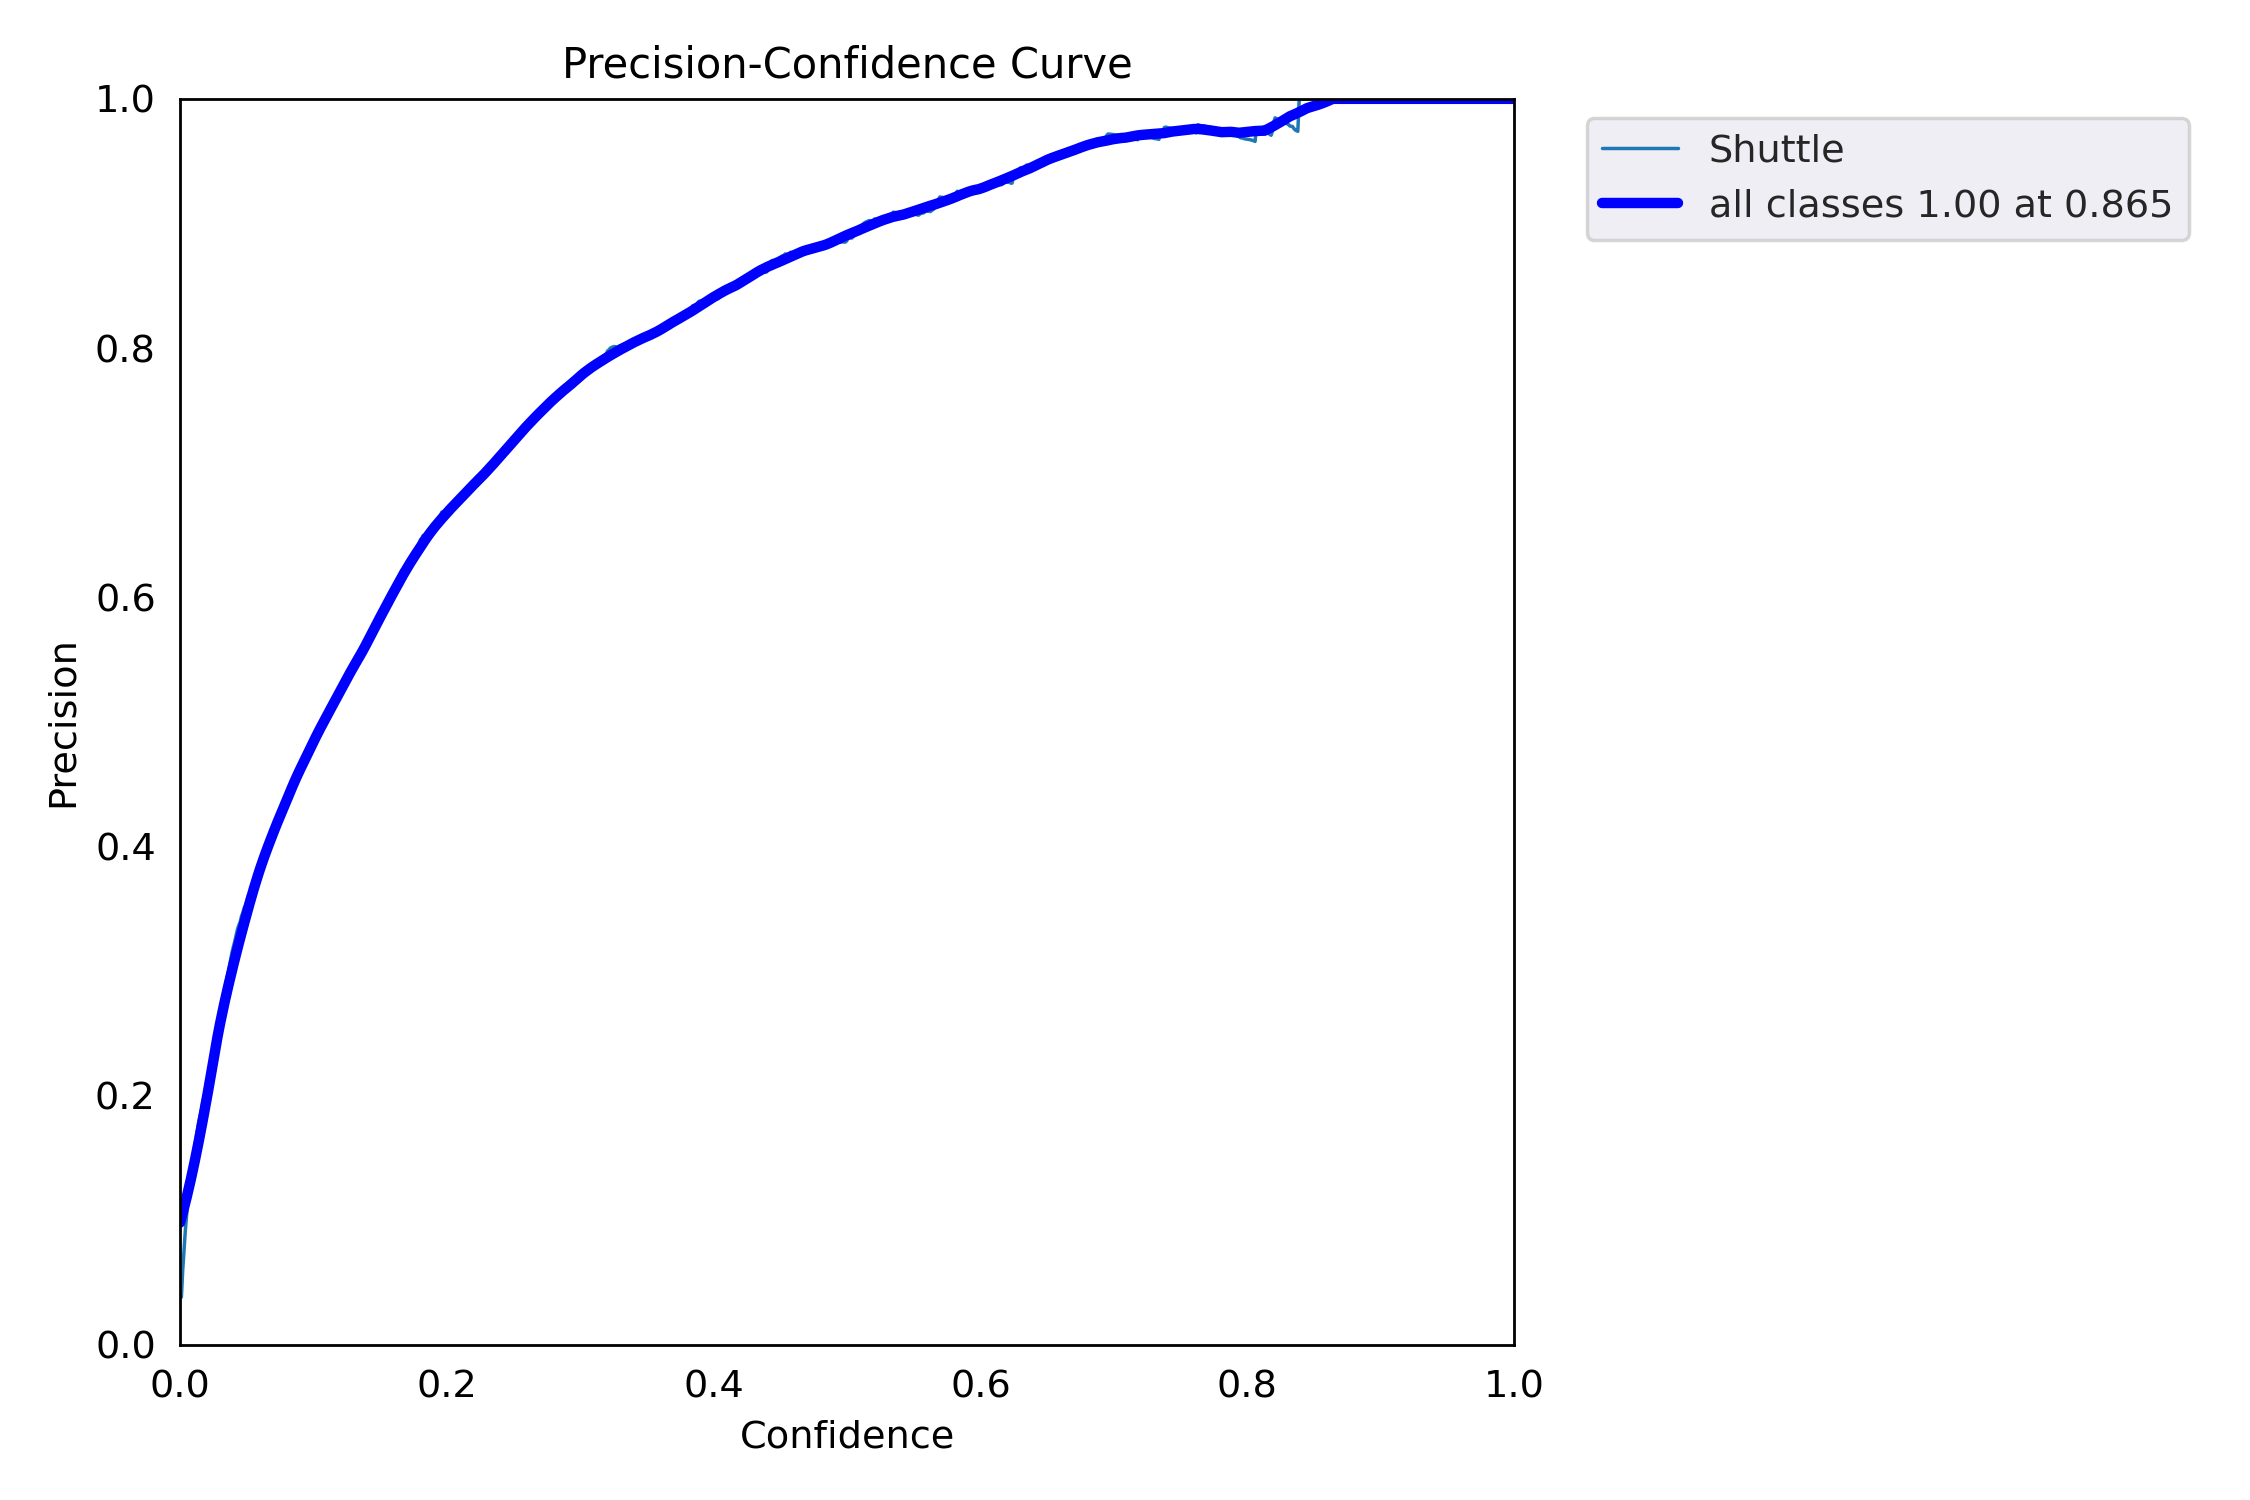 Precision-Confidence Curve
1.0
0.8
0.6
0.4
0.2
0.0
Precision
0.0 0.2 0.4 0.6 0.8 1.0
Confidence
Shuttle
all classes 1.00 at 0.865